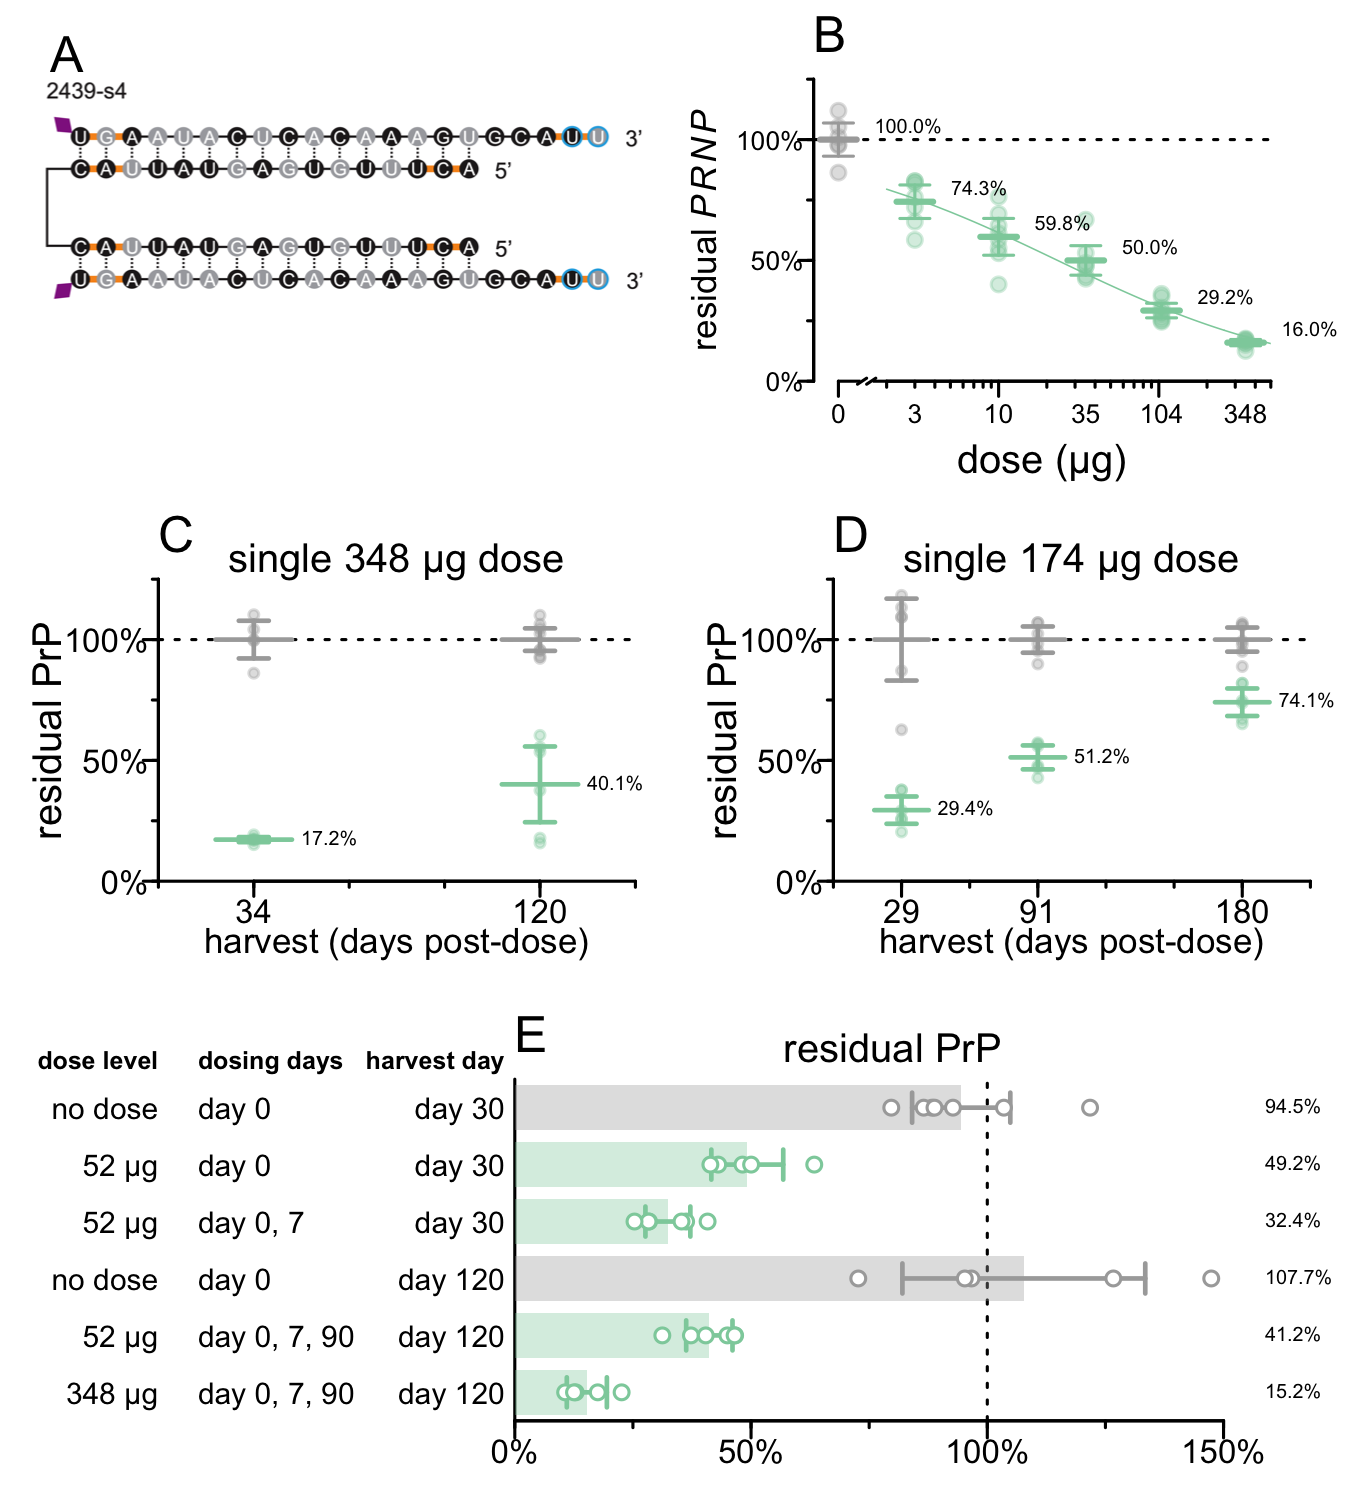 A
2439-s4
UGAAUACUCACAAAGUGCAUU 3’
CAUUAUGAGUGUUUCA 5’
CAUUAUGAGUGUUUCA 5’
UGAAUACUCACAAAGUGCAUU 3’
B
residual PRNP
100%
50%
0%
100.0%
74.3%
59.8%
50.0%
29.2%
16.0%
0 3 10 35 104 348
dose (µg)
C
single 348 µg dose
residual PrP
100%
50%
0%
17.2%
40.1%
34 120
harvest (days post-dose)
D
single 174 µg dose
residual PrP
100%
50%
0%
29.4%
51.2%
74.1%
29 91 180
harvest (days post-dose)
E
residual PrP
dose level dosing days harvest day
no dose day 0 day 30 94.5%
52 µg day 0 day 30 49.2%
52 µg day 0, 7 day 30 32.4%
no dose day 0 day 120 107.7%
52 µg day 0, 7, 90 day 120 41.2%
348 µg day 0, 7, 90 day 120 15.2%
0% 50% 100% 150%